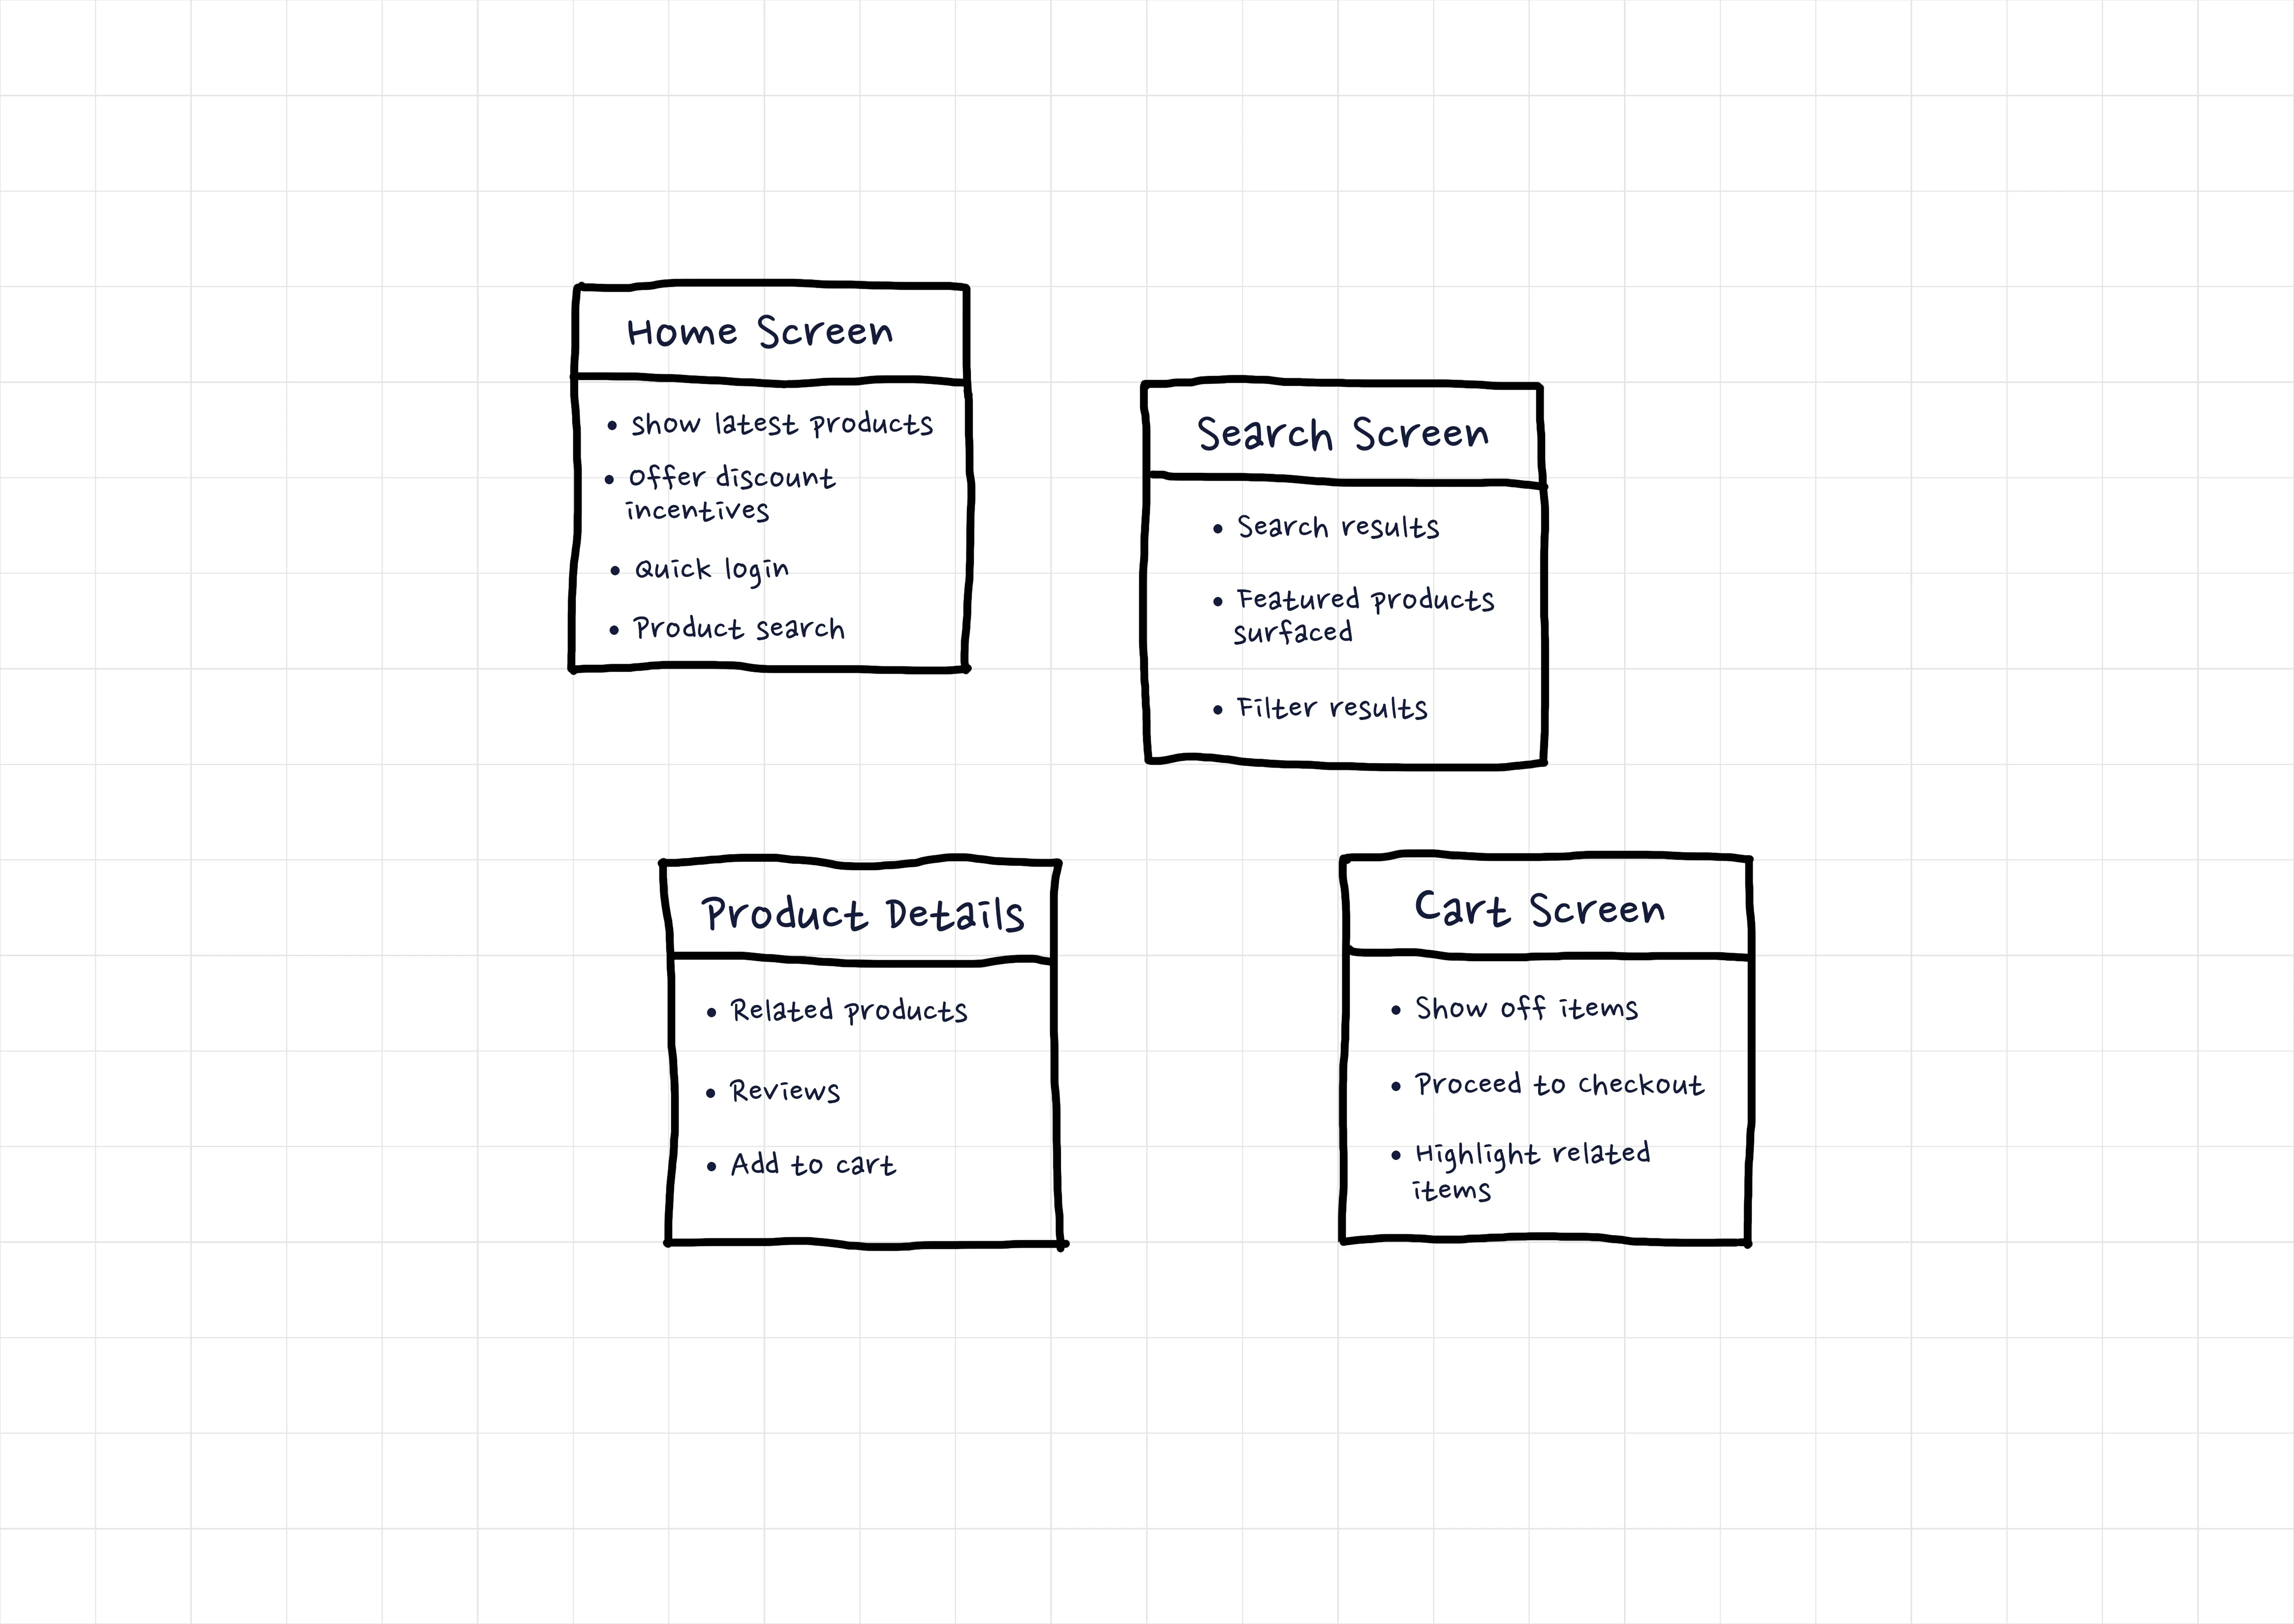 Home Screen
• show latest products
• Offer discount
incentives
• Quick login
• Product search
Search Screen
• Search results
• Featured products
surfaced
• Filter results
Product Details
• Related products
• Reviews
• Add to cart
Cart Screen
• Show off items
• Proceed to checkout
• Highlight related
items